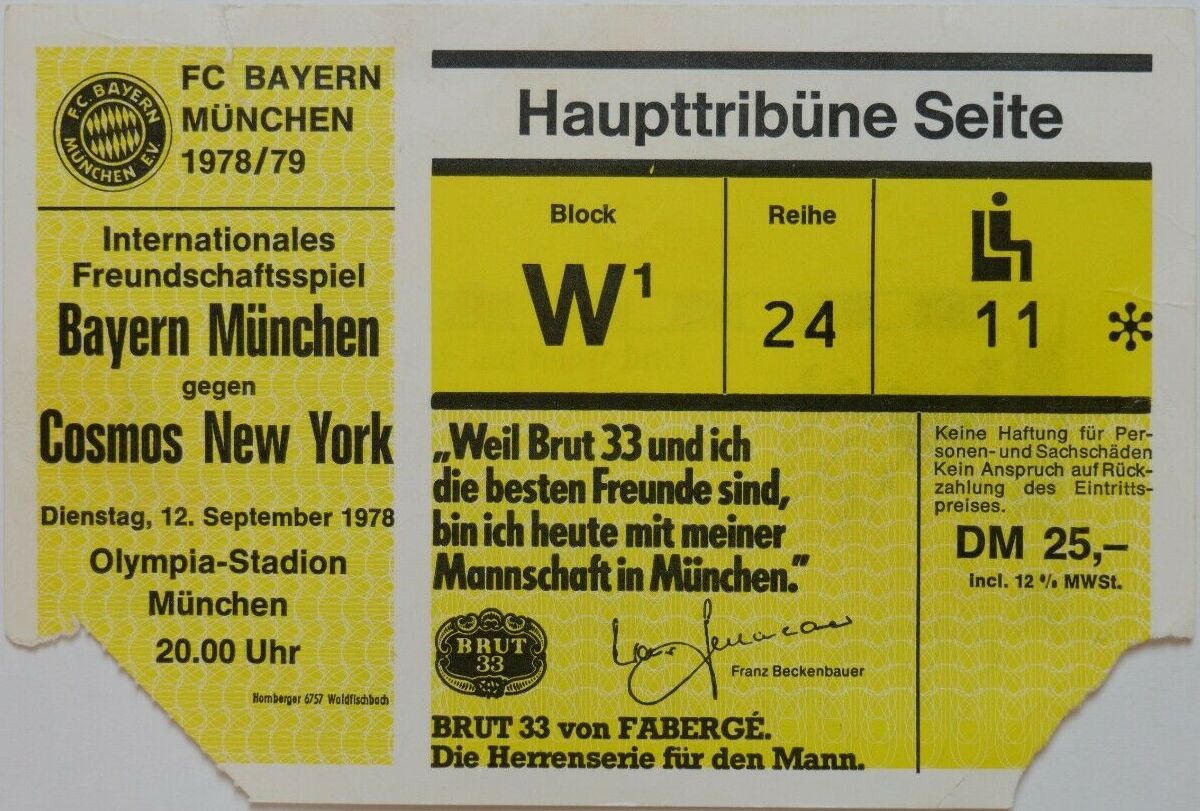 F.C. BAYERN
MÜNCHEN E.V.
FC BAYERN
MÜNCHEN
1978/79
Internationales
Freundschaftsspiel
Bayern München
gegen
Cosmos New York
Dienstag, 12. September 1978
Olympia-Stadion
München
20.00 Uhr
Homberger 6757 Waldfischbach
Haupttribüne Seite
Block
W¹
Reihe
24
11
„Weil Brut 33 und ich
die besten Freunde sind,
bin ich heute mit meiner
Mannschaft in München.”
BRUT
33
Franz Beckenbauer
BRUT 33 von FABERGÉ.
Die Herrenserie für den Mann.
Keine Haftung für Per-
sonen- und Sachschäden
Kein Anspruch auf Rück-
zahlung des Eintritts-
preises.
DM 25,–
incl. 12 % MWSt.